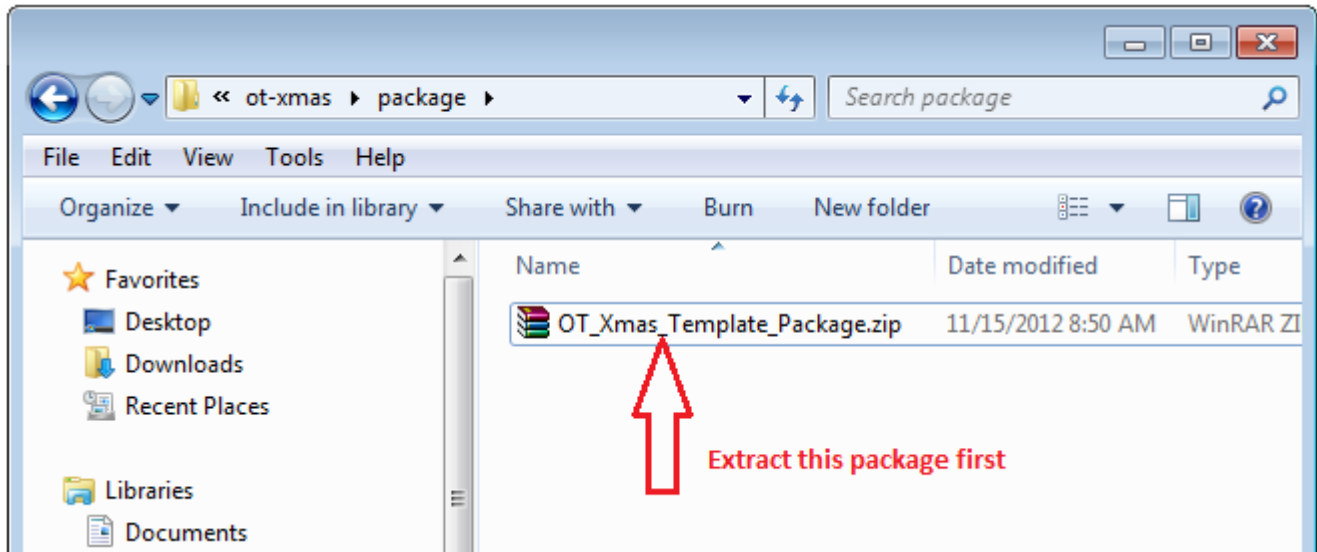 « ot-xmas package
Search package
File Edit View Tools Help
Organize Include in library Share with Burn New folder
Name Date modified Type
Favorites
Desktop
Downloads
Recent Places
Libraries
Documents
OT_Xmas_Template_Package.zip 11/15/2012 8:50 AM WinRAR ZI
Extract this package first